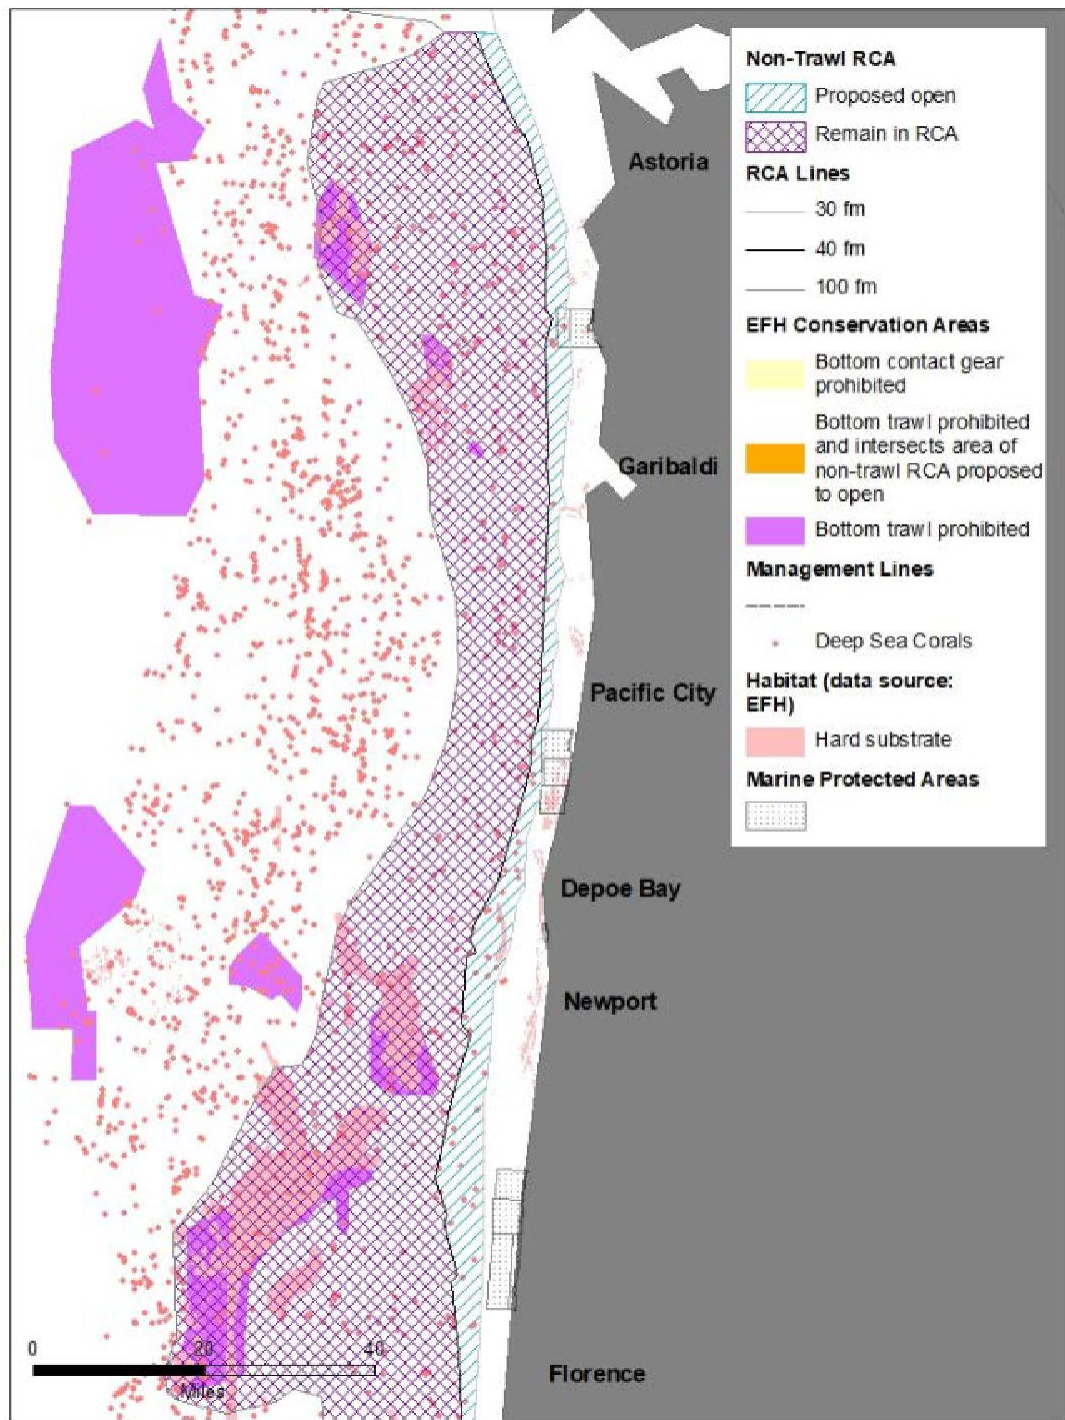 Non-Trawl RCA
Proposed open
Remain in RCA
RCA Lines
30 fm
40 fm
100 fm
EFH Conservation Areas
Bottom contact gear
prohibited
Bottom trawl prohibited
and intersects area of
non-trawl RCA proposed
to open
Bottom trawl prohibited
Management Lines
Deep Sea Corals
Habitat (data source:
EFH)
Hard substrate
Marine Protected Areas
Astoria
Garibaldi
Pacific City
Depoe Bay
Newport
Florence
0 20 40
Miles